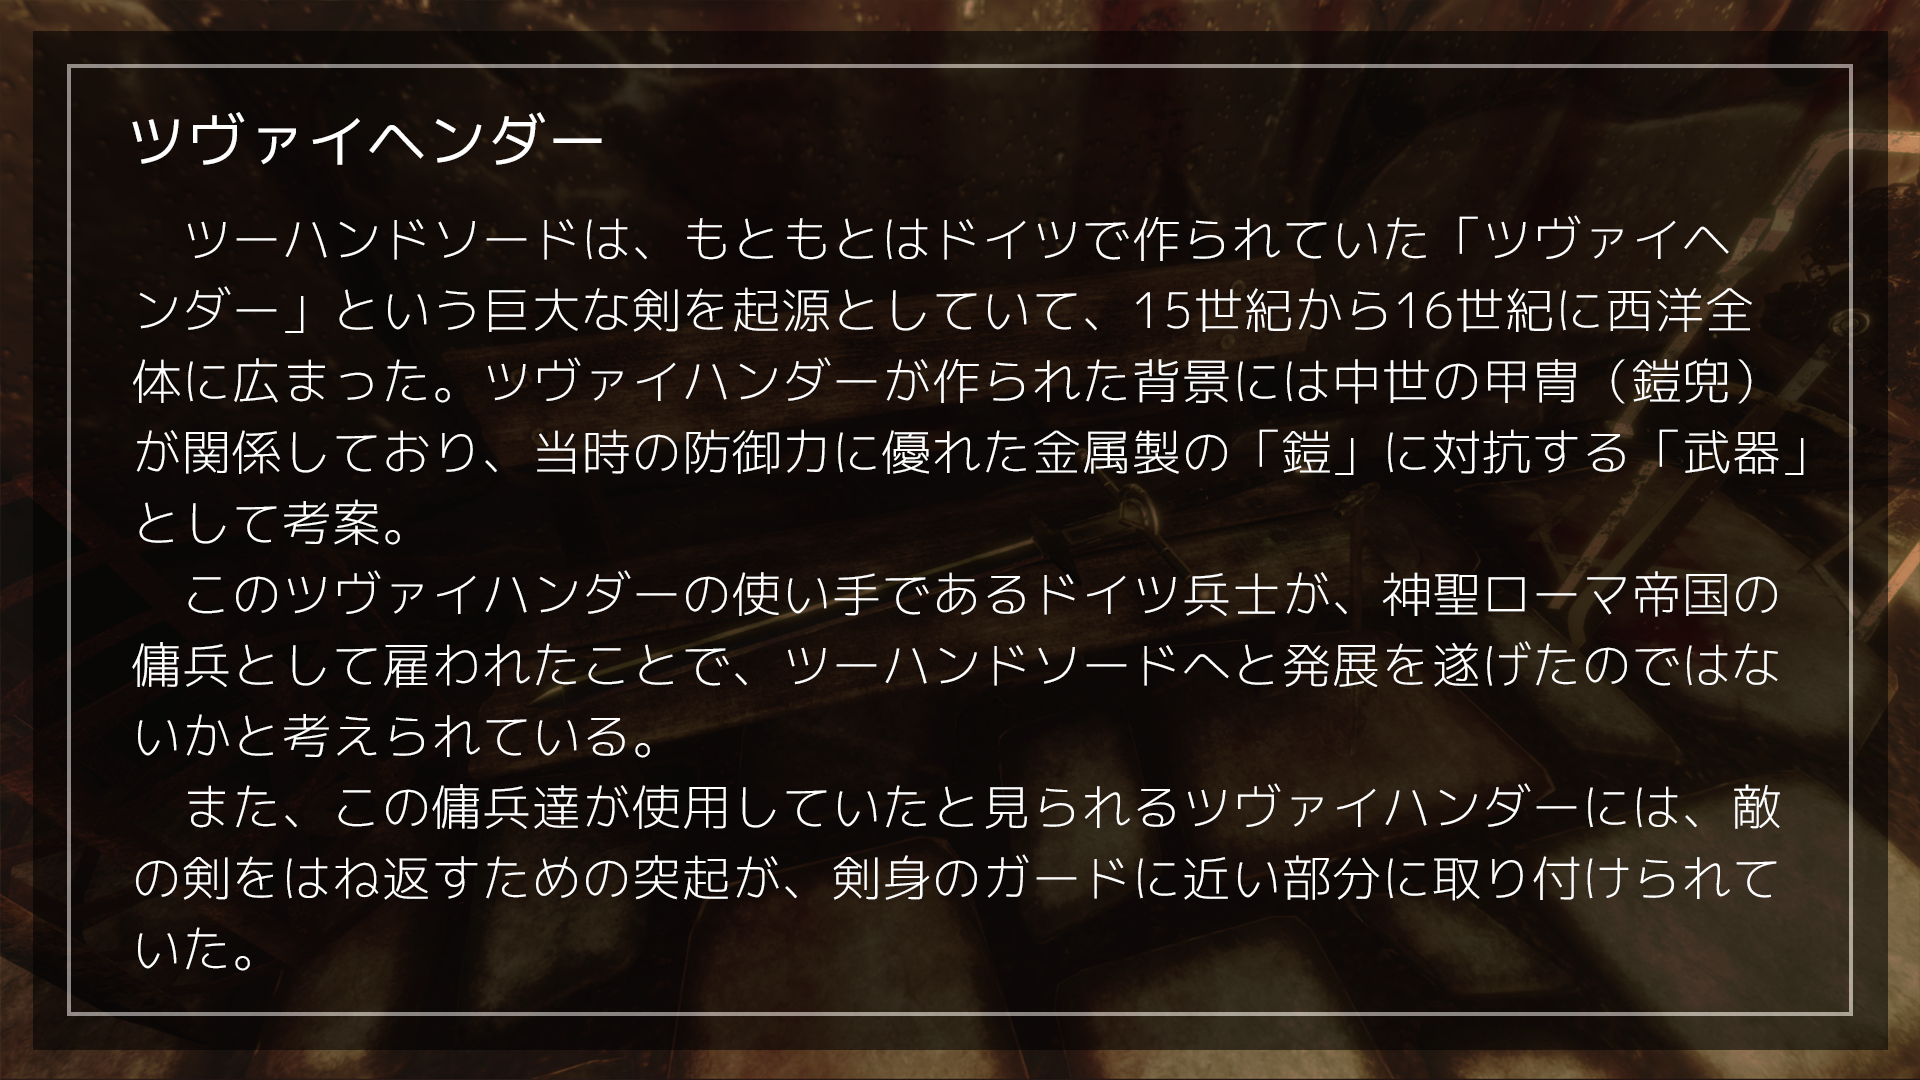 ツヴァイヘンダー
ツーハンドソードは、もともとはドイツで作られていた「ツヴァイヘ
ンダー」という巨大な剣を起源としていて、15世紀から16世紀に西洋全
体に広まった。ツヴァイハンダーが作られた背景には中世の甲冑（鎧兜）
が関係しており、当時の防御力に優れた金属製の「鎧」に対抗する「武器」
として考案。
このツヴァイハンダーの使い手であるドイツ兵士が、神聖ローマ帝国の
傭兵として雇われたことで、ツーハンドソードへと発展を遂げたのではな
いかと考えられている。
また、この傭兵達が使用していたと見られるツヴァイハンダーには、敵
の剣をはね返すための突起が、剣身のガードに近い部分に取り付けられて
いた。